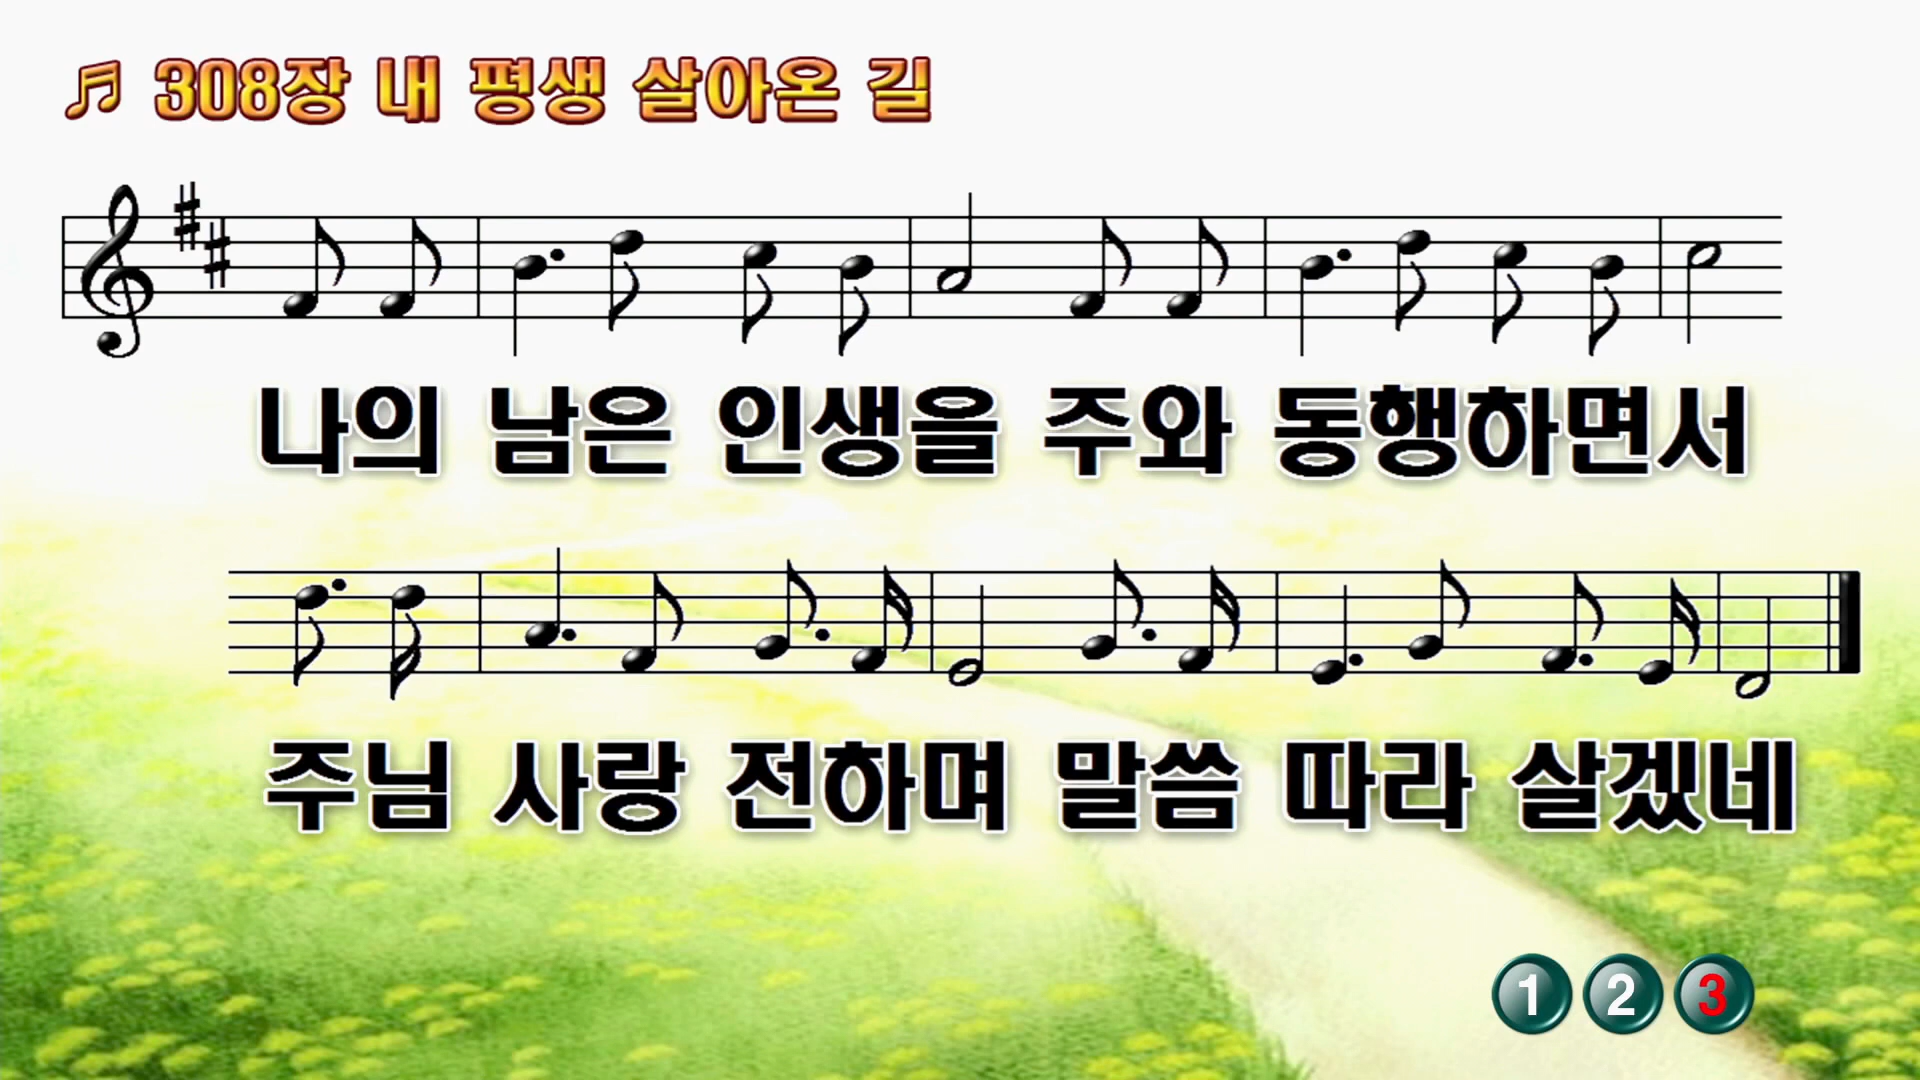 ♬ 308장 내 평생 살아온 길
나의 남은 인생을 주와 동행하면서
주님 사랑 전하며 말씀 따라 살겠네
1 2 3